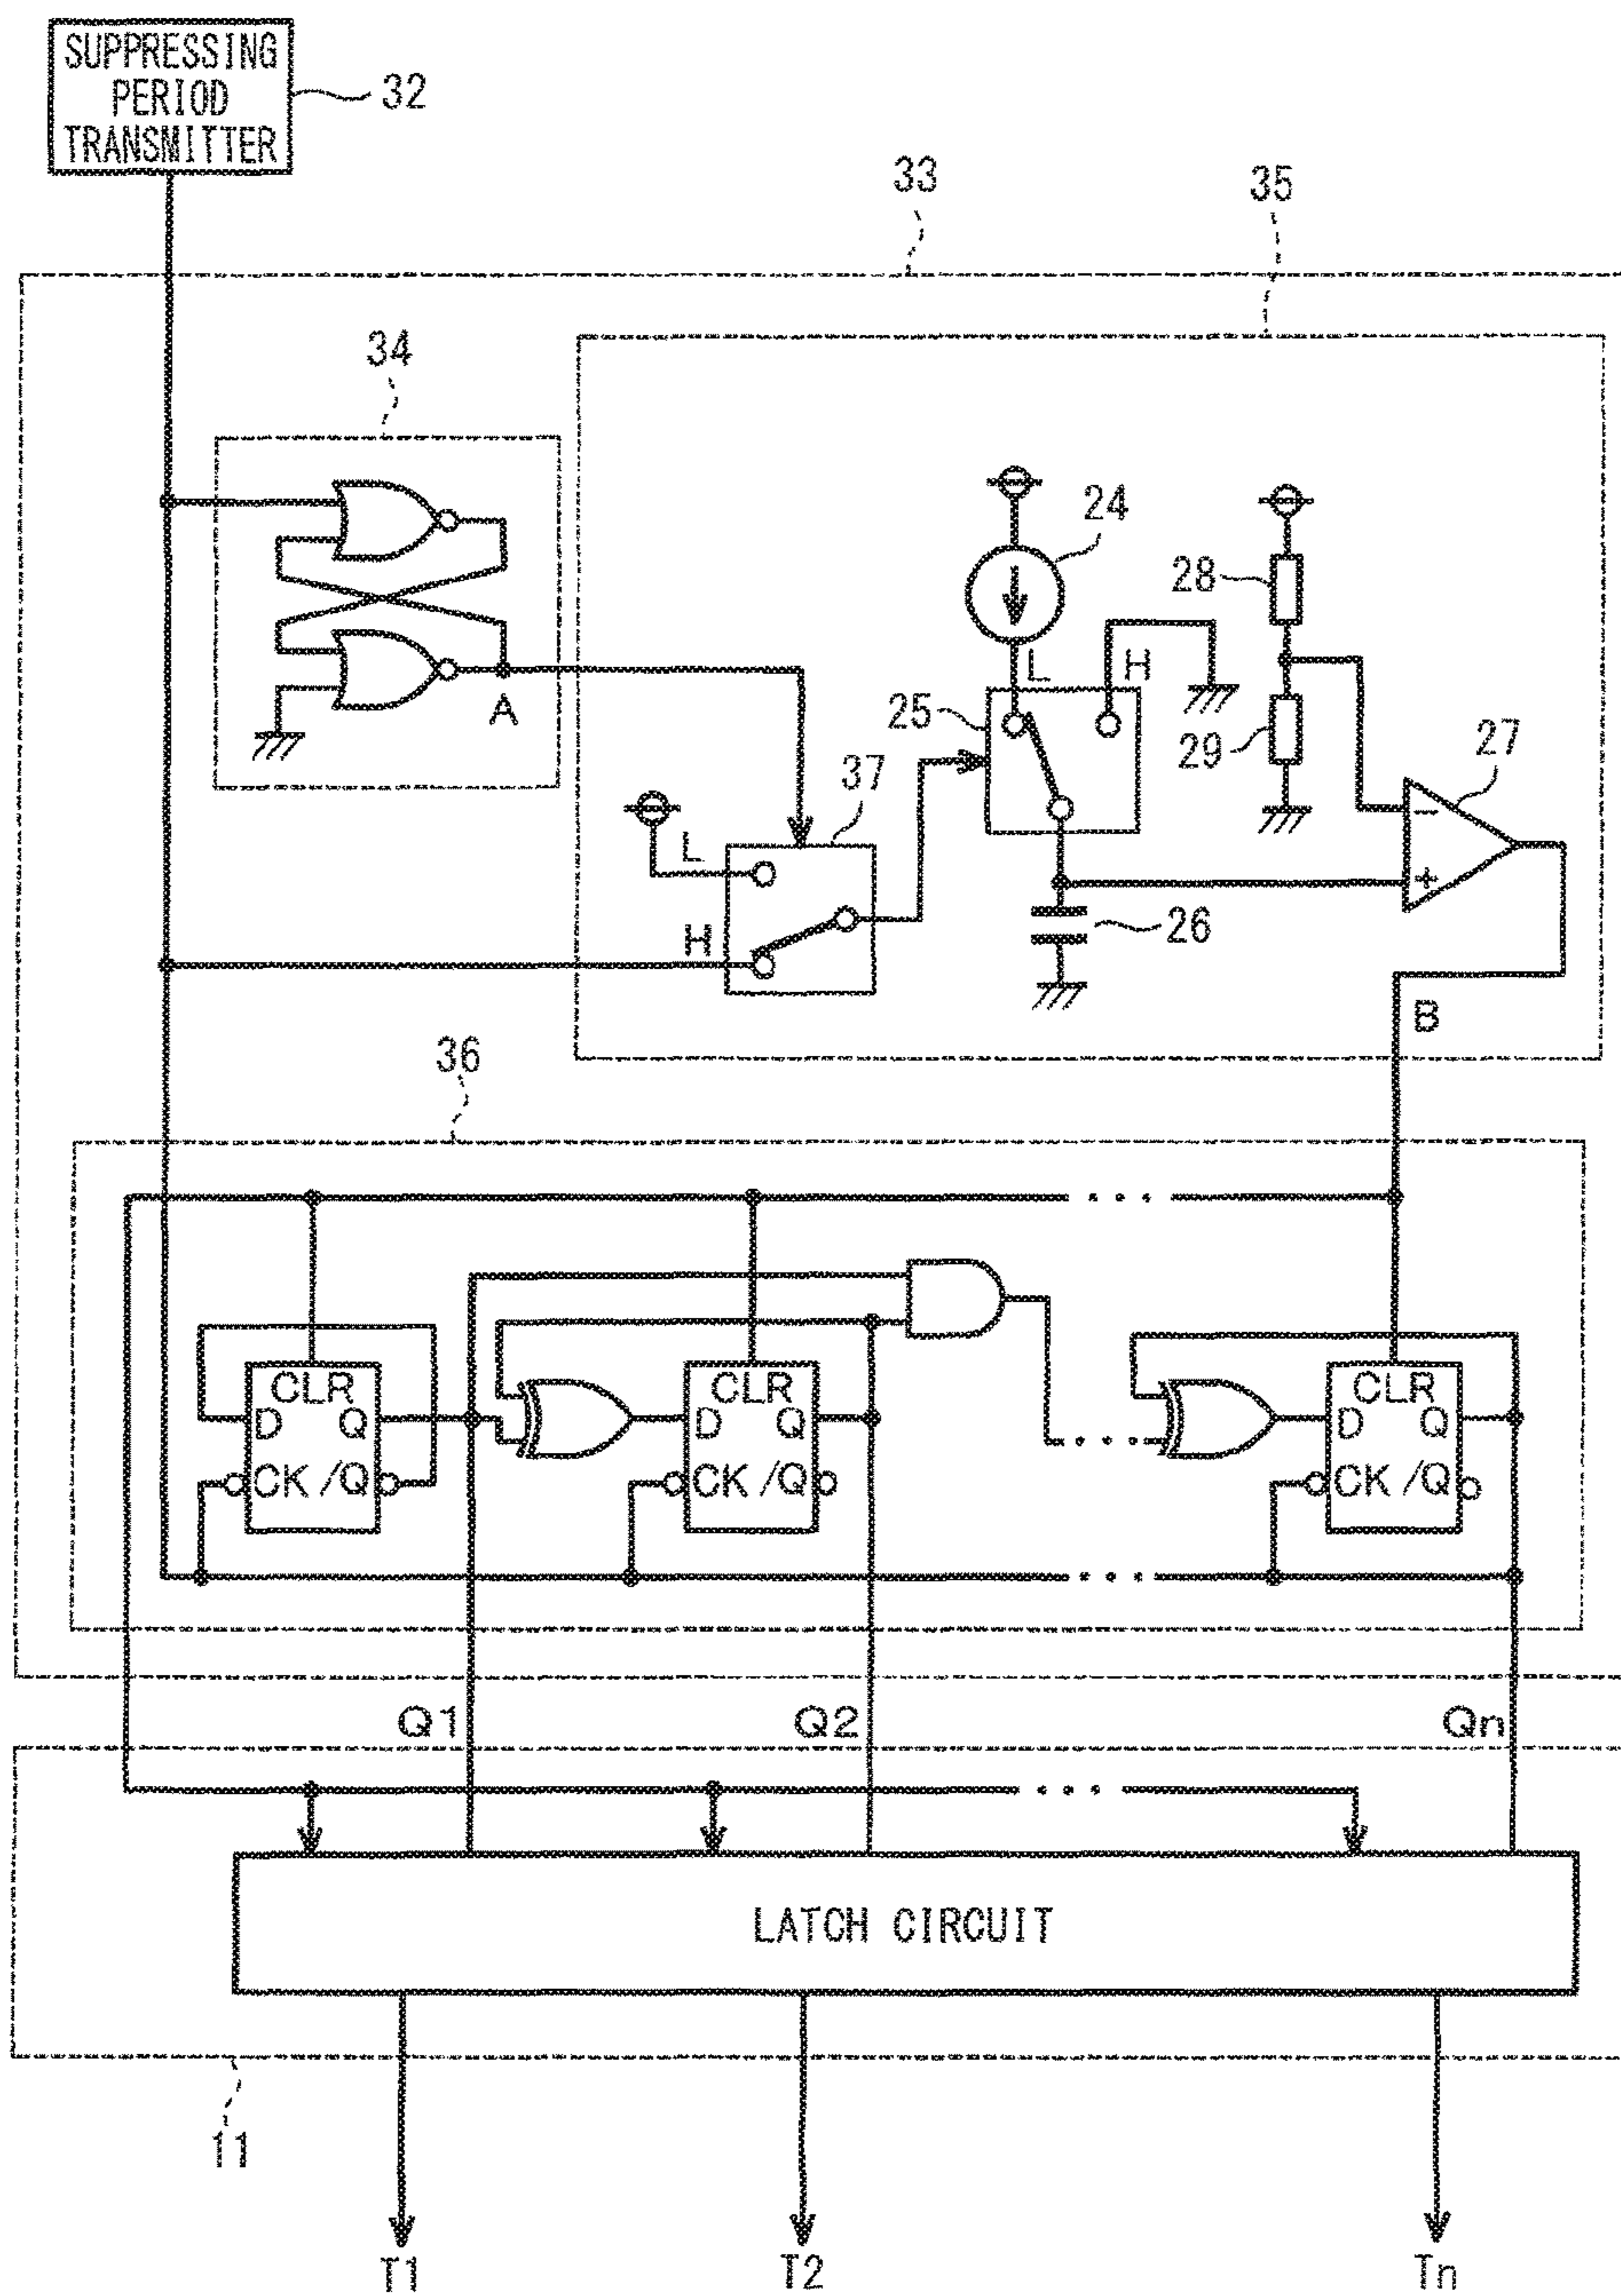 SUPPRESSING
PERIOD
TRANSMITTER
32
33
35
34
24
28
L
H
25
29
27
A
37
L
H
26
−
+
B
36
CLR
D Q
CK /Q
CLR
D Q
CK /Q
CLR
D Q
CK /Q
Q1
Q2
Qn
LATCH CIRCUIT
11
T1
T2
Tn